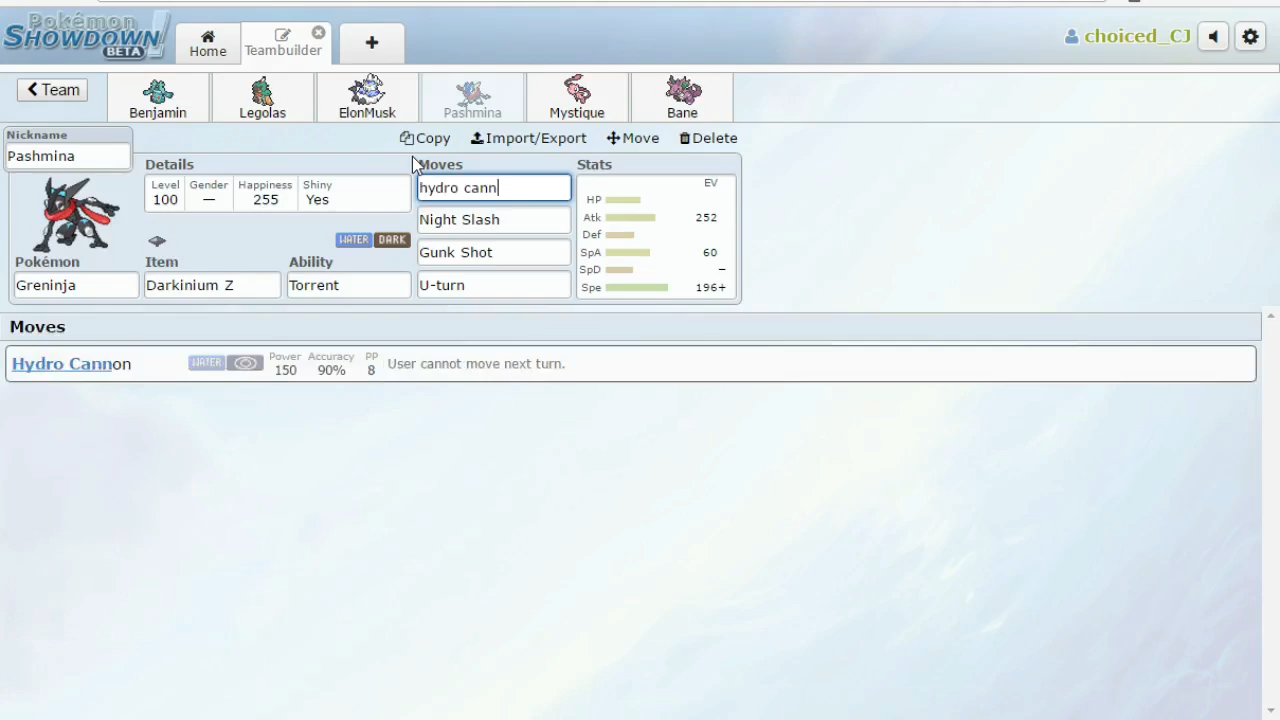 Pokémon
SHOWDOWN!
BETA
Home
Teambuilder
choiced_CJ
Team
Benjamin
Legolas
ElonMusk
Pashmina
Mystique
Bane
Copy
Import/Export
Move
Delete
Nickname
Pashmina
Details
Level Gender Happiness Shiny
100 — 255 Yes
WATER DARK
Pokémon Item Ability
Greninja Darkinium Z Torrent
Moves
hydro cann
Night Slash
Gunk Shot
U-turn
Stats
EV
HP
Atk 252
Def
SpA 60
SpD –
Spe 196+
Moves
Hydro Cannon WATER Power Accuracy PP User cannot move next turn.
150 90% 8